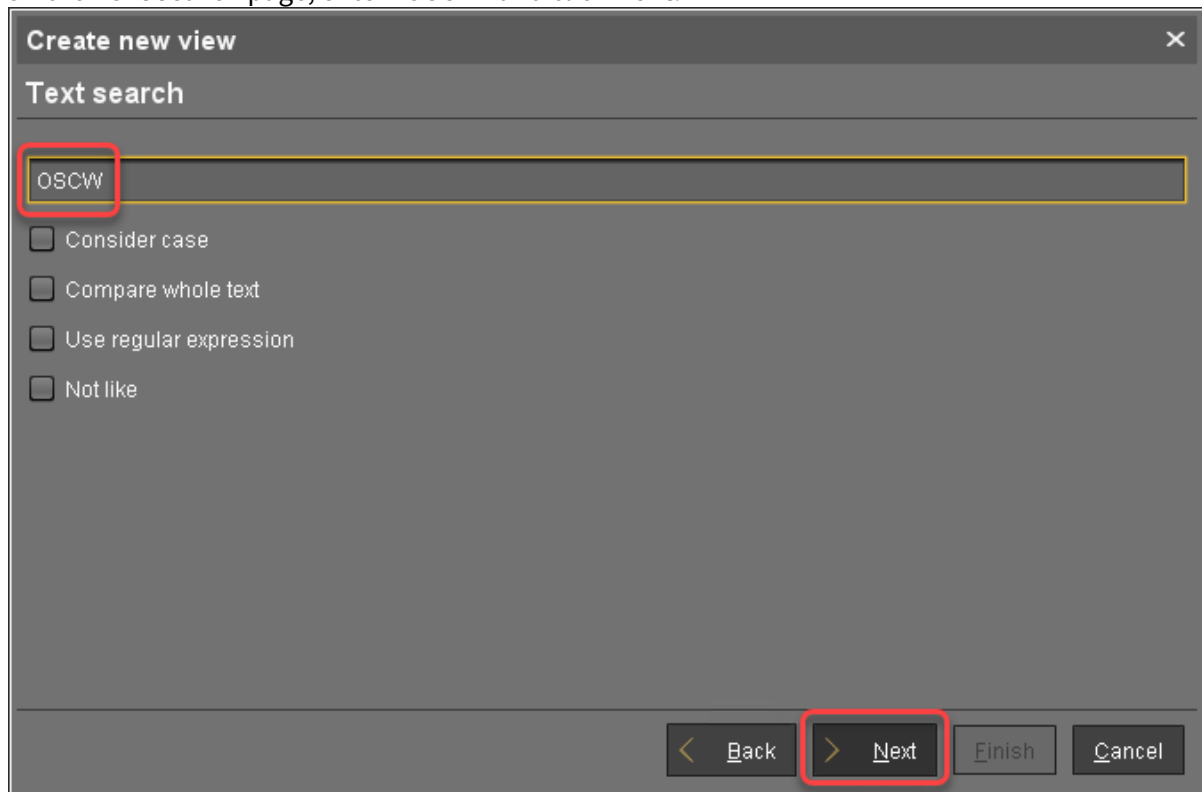 Create new view
Text search
OSCW
Consider case
Compare whole text
Use regular expression
Not like
Back Next Finish Cancel